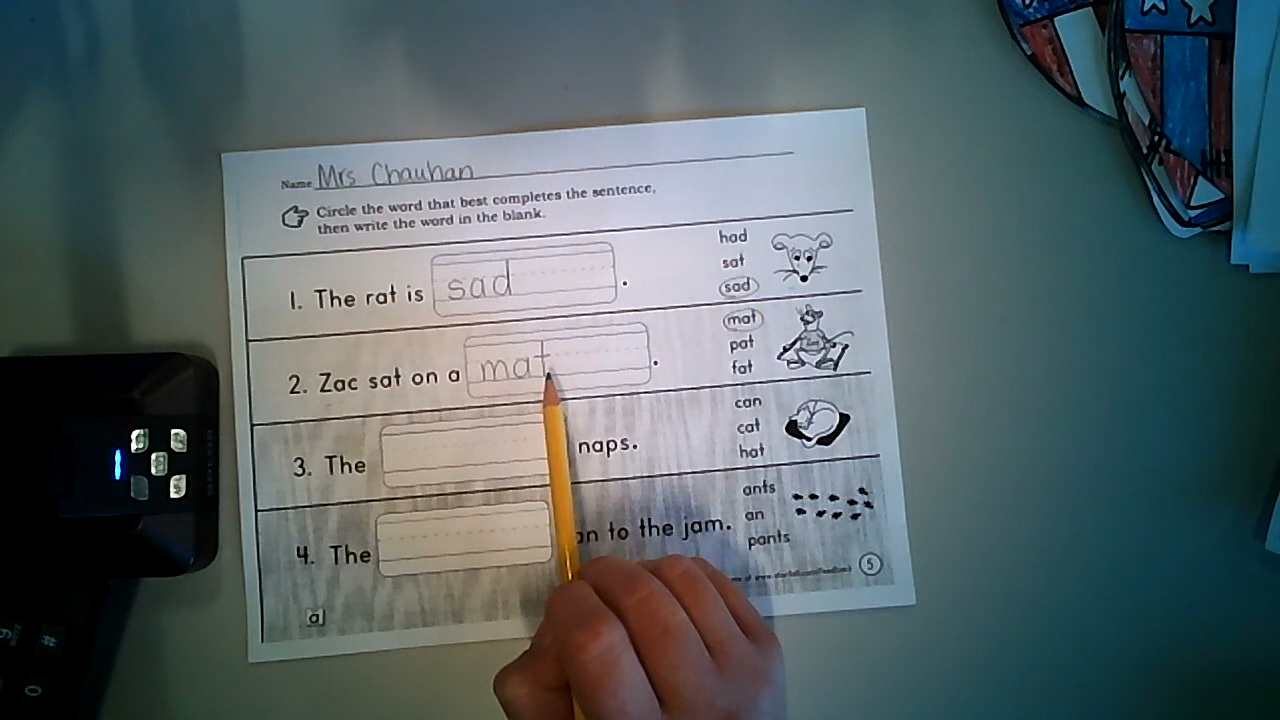 Name Mrs Chauhan
Circle the word that best completes the sentence,
then write the word in the blank.
1. The rat is sad.
had
sat
sad
2. Zac sat on a mat.
mat
pat
fat
3. The naps.
can
cat
hat
4. The an to the jam.
ants
an
pants
a
5